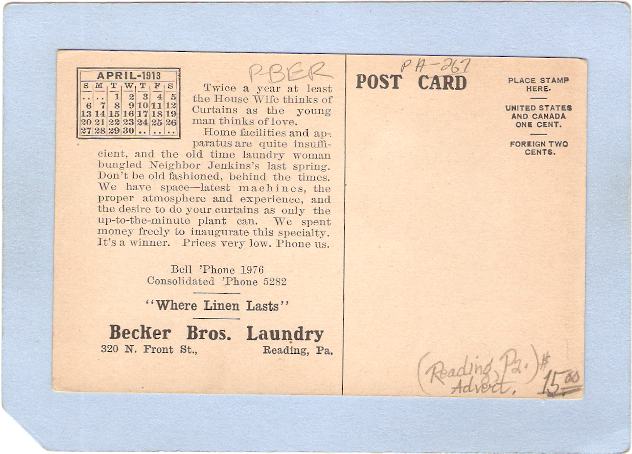 APRIL-1913
S M T W T F S
.. .. 1 2 3 4 5
6 7 8 9 10 11 12
13 14 15 16 17 18 19
20 21 22 23 24 25 26
27 28 29 30 .. .. ..
PBER
Twice a year at least
the House Wife thinks of
Curtains as the young
man thinks of love.
Home facilities and ap-
paratus are quite insuffi-
cient, and the old time laundry woman
bungled Neighbor Jenkins's last spring.
Don't be old fashioned, behind the times.
We have space—latest machines, the
proper atmosphere and experience, and
the desire to do your curtains as only the
up-to-the-minute plant can. We spent
money freely to inaugurate this specialty.
It's a winner. Prices very low. Phone us.
Bell 'Phone 1976
Consolidated 'Phone 5282
"Where Linen Lasts"
Becker Bros. Laundry
320 N. Front St., Reading, Pa.
PA-267
POST CARD
PLACE STAMP
HERE.
UNITED STATES
AND CANADA
ONE CENT.
FOREIGN TWO
CENTS.
(Reading, Pa.) #
Advert. 15.00